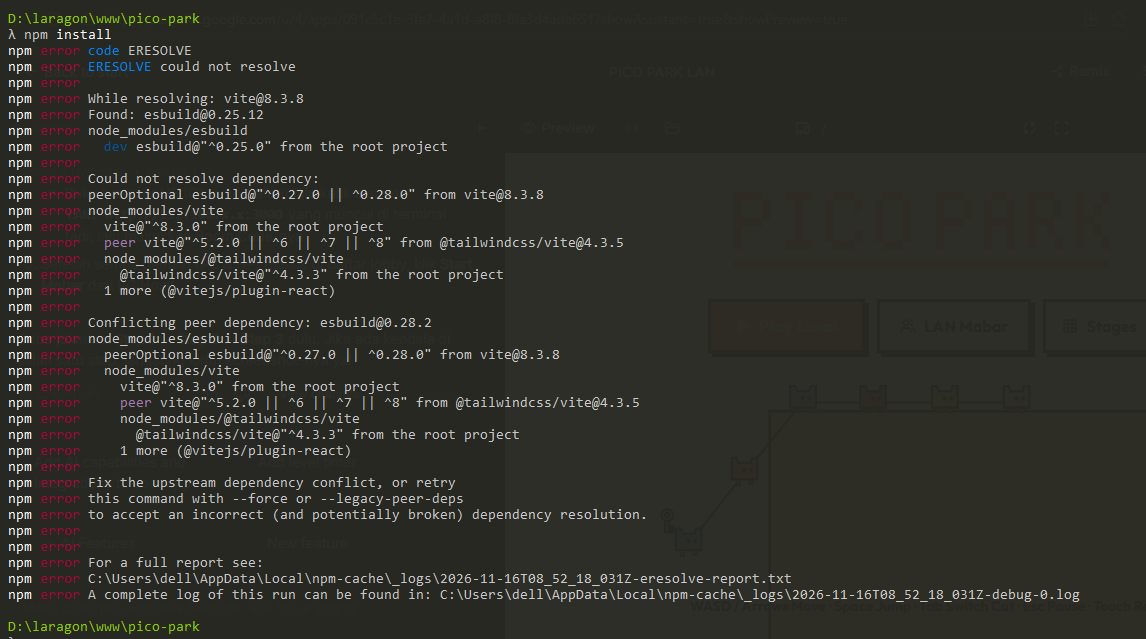 D:\laragon\www\pico-park
λ npm install
npm error code ERESOLVE
npm error ERESOLVE could not resolve
npm error
npm error While resolving: vite@8.3.8
npm error Found: esbuild@0.25.12
npm error node_modules/esbuild
npm error   dev esbuild@"^0.25.0" from the root project
npm error
npm error Could not resolve dependency:
npm error peerOptional esbuild@"^0.27.0 || ^0.28.0" from vite@8.3.8
npm error node_modules/vite
npm error   vite@"^8.3.0" from the root project
npm error   peer vite@"^5.2.0 || ^6 || ^7 || ^8" from @tailwindcss/vite@4.3.5
npm error   node_modules/@tailwindcss/vite
npm error     @tailwindcss/vite@"^4.3.3" from the root project
npm error   1 more (@vitejs/plugin-react)
npm error
npm error Conflicting peer dependency: esbuild@0.28.2
npm error node_modules/esbuild
npm error   peerOptional esbuild@"^0.27.0 || ^0.28.0" from vite@8.3.8
npm error   node_modules/vite
npm error     vite@"^8.3.0" from the root project
npm error     peer vite@"^5.2.0 || ^6 || ^7 || ^8" from @tailwindcss/vite@4.3.5
npm error     node_modules/@tailwindcss/vite
npm error       @tailwindcss/vite@"^4.3.3" from the root project
npm error     1 more (@vitejs/plugin-react)
npm error
npm error Fix the upstream dependency conflict, or retry
npm error this command with --force or --legacy-peer-deps
npm error to accept an incorrect (and potentially broken) dependency resolution.
npm error
npm error
npm error For a full report see:
npm error C:\Users\dell\AppData\Local\npm-cache\_logs\2026-11-16T08_52_18_031Z-eresolve-report.txt
npm error A complete log of this run can be found in: C:\Users\dell\AppData\Local\npm-cache\_logs\2026-11-16T08_52_18_031Z-debug-0.log
D:\laragon\www\pico-park
PICO PARK LAN
Remix
Preview
PICO PARK
LAN Mabar
Stages
New feature